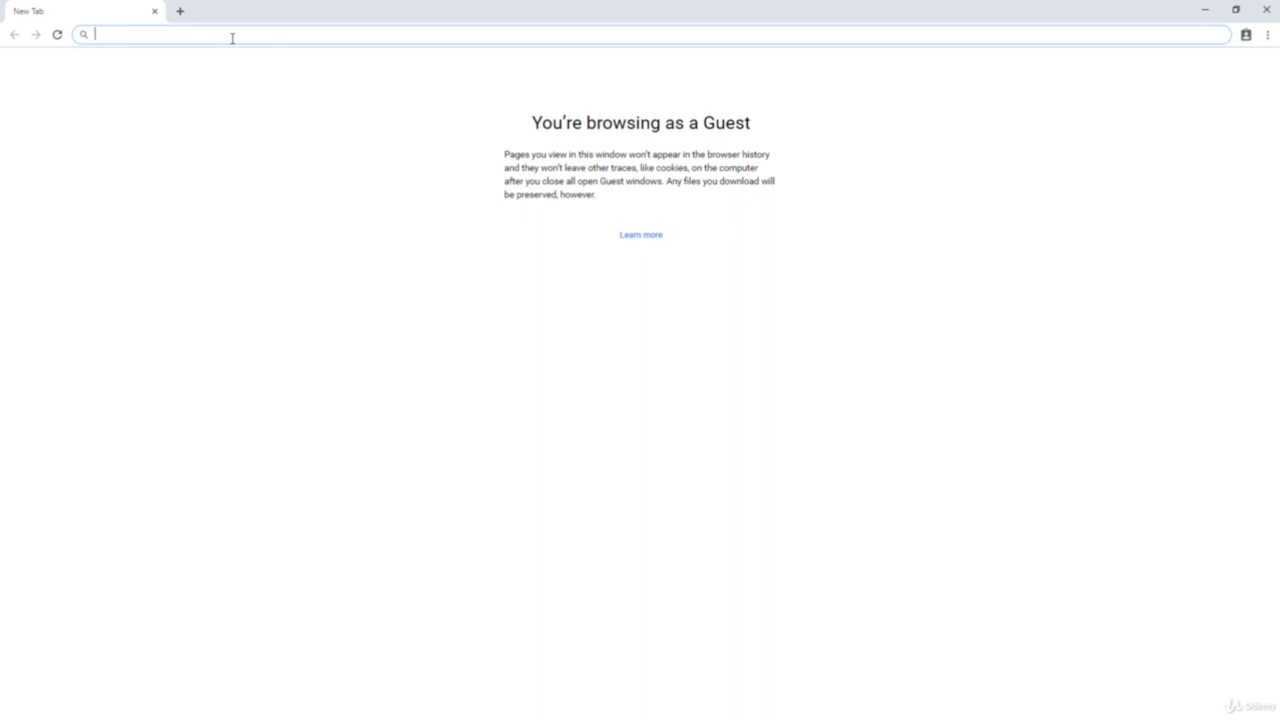 New Tab
You're browsing as a Guest
Pages you view in this window won't appear in the browser history
and they won't leave other traces, like cookies, on the computer
after you close all open Guest windows. Any files you download will
be preserved, however.
Learn more
Udemy